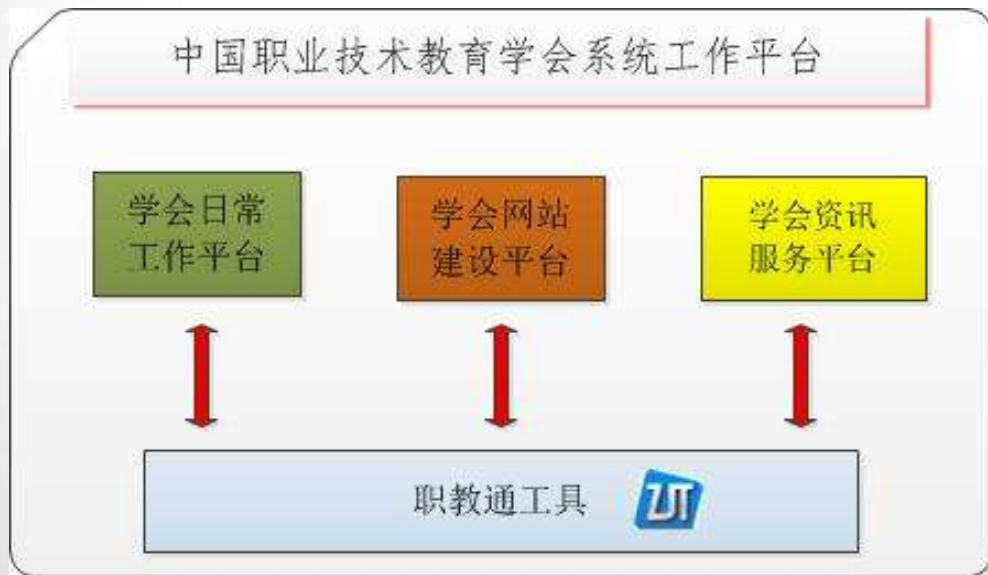 中国职业技术教育学会系统工作平台
学会日常
工作平台
学会网站
建设平台
学会资讯
服务平台
职教通工具
ZJT